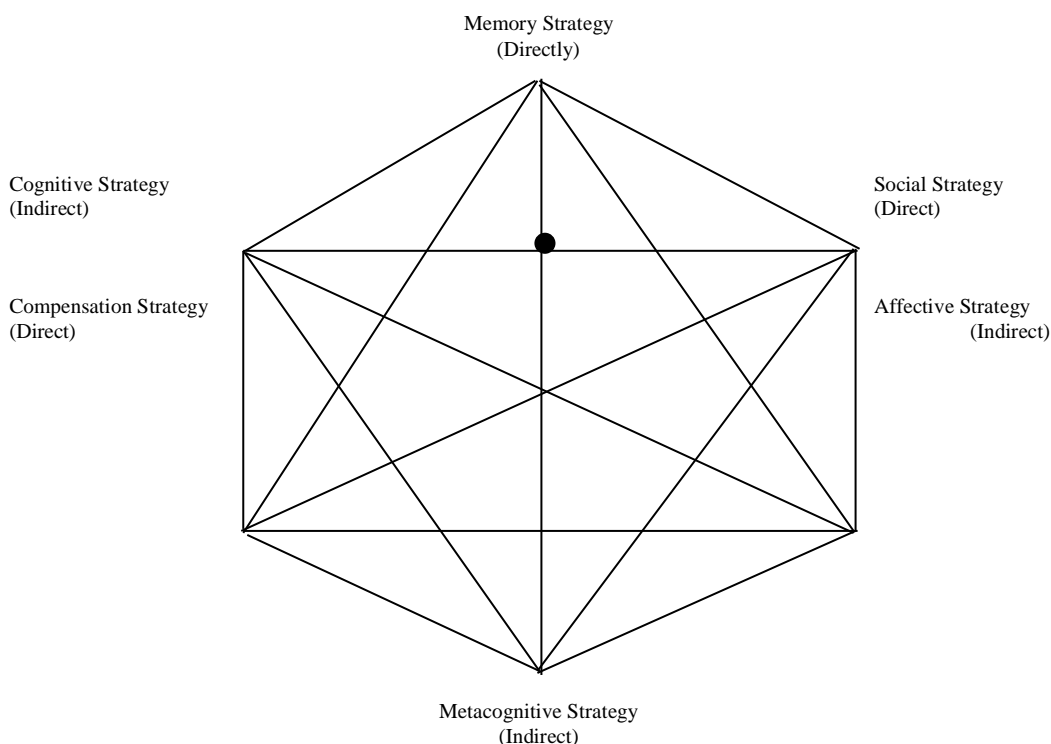 Memory Strategy
(Directly)
Cognitive Strategy
(Indirect)
Social Strategy
(Direct)
Compensation Strategy
(Direct)
Affective Strategy
(Indirect)
Metacognitive Strategy
(Indirect)